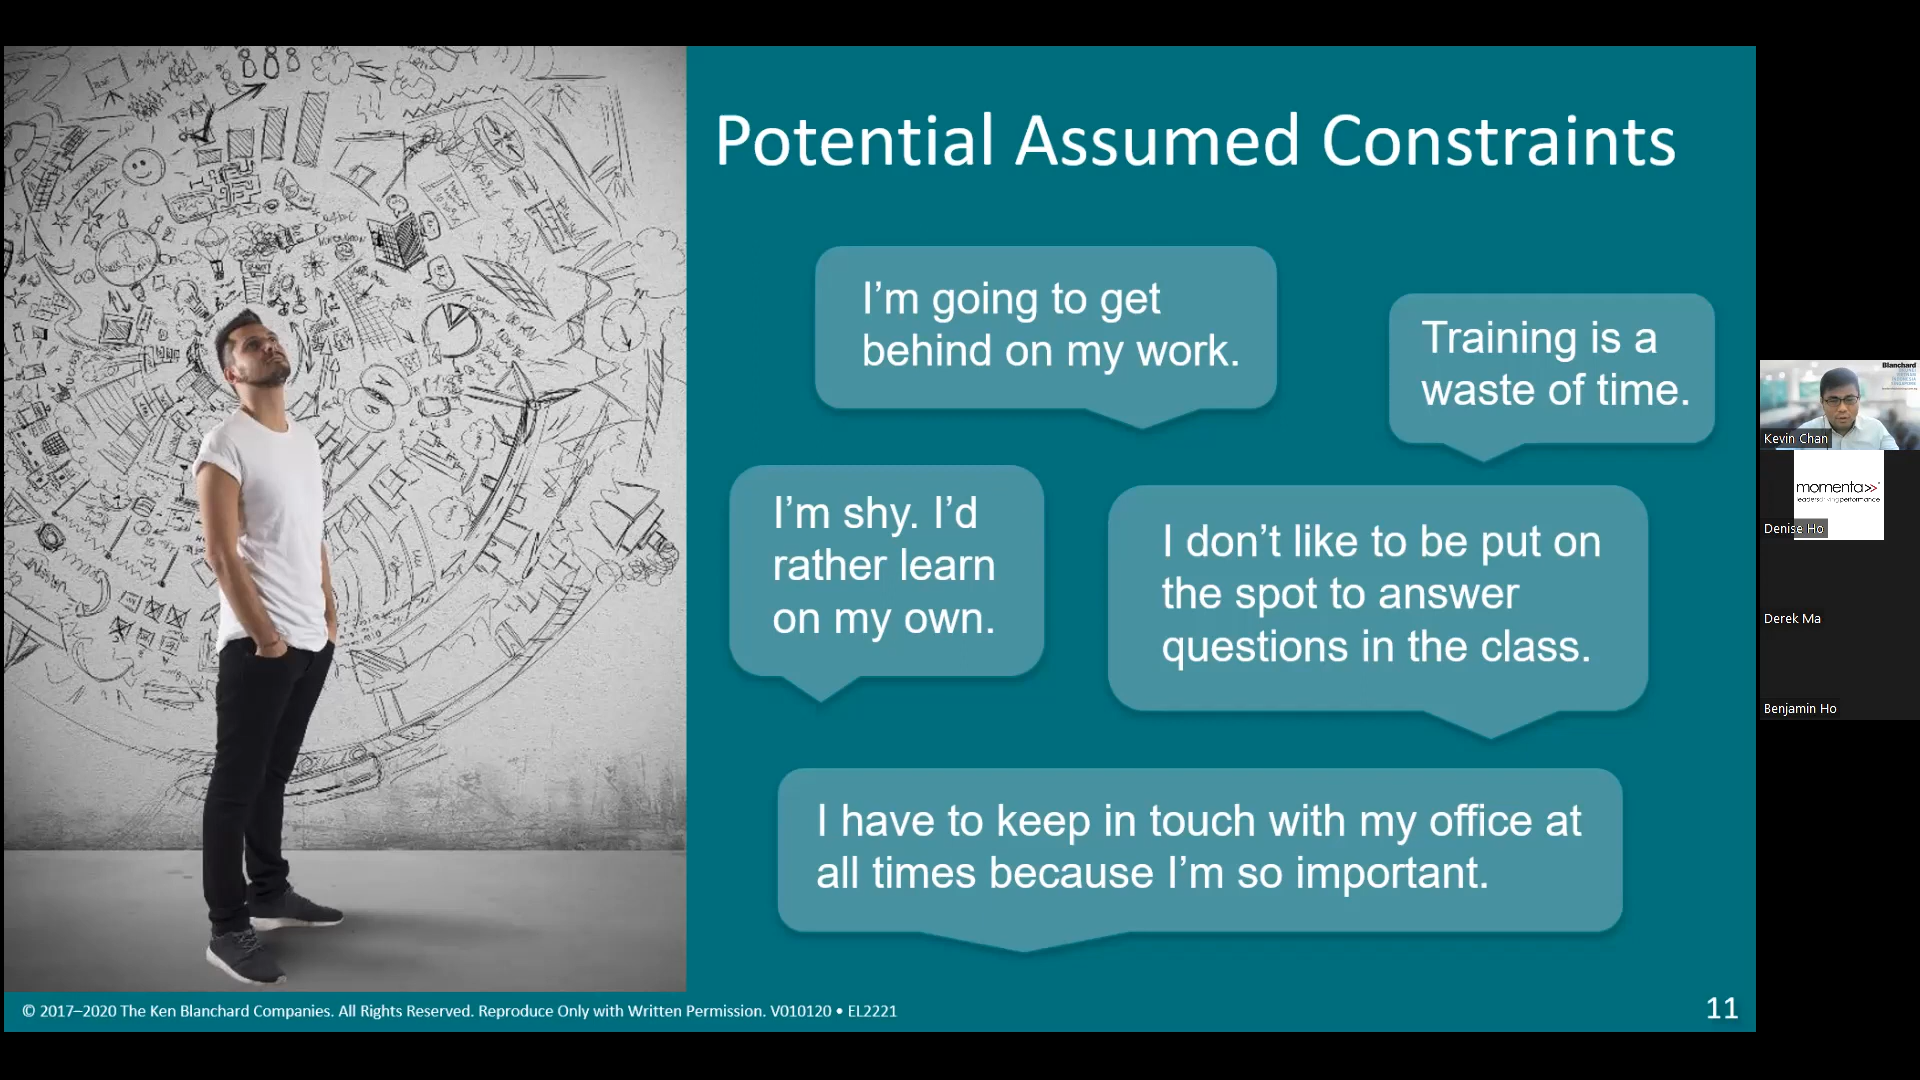 Potential Assumed Constraints
I’m going to get
behind on my work.
Training is a
waste of time.
I’m shy. I’d
rather learn
on my own.
I don’t like to be put on
the spot to answer
questions in the class.
I have to keep in touch with my office at
all times because I’m so important.
© 2017–2020 The Ken Blanchard Companies. All Rights Reserved. Reproduce Only with Written Permission. V010120 • EL2221
11
Blanchard
Kevin Chan
momenta>>
leadersdrivingperformance
Denise Ho
Derek Ma
Benjamin Ho